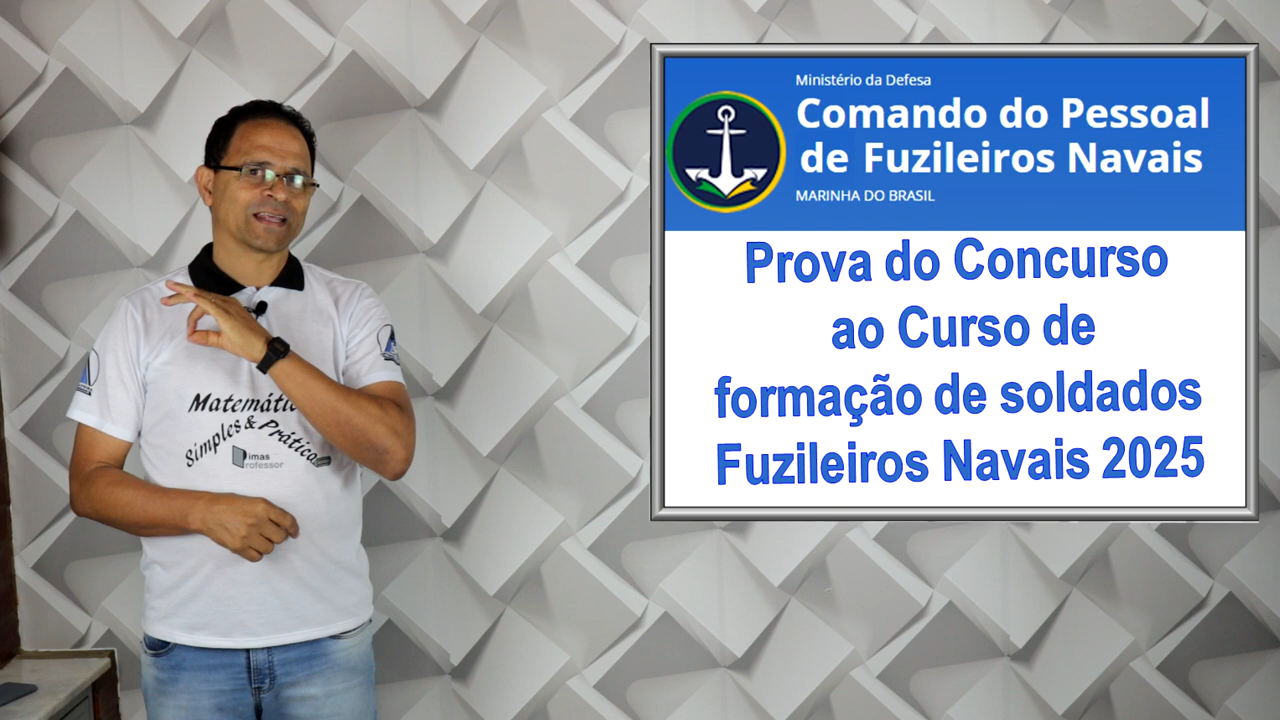 Ministério da Defesa
Comando do Pessoal
de Fuzileiros Navais
MARINHA DO BRASIL
Prova do Concurso
ao Curso de
formação de soldados
Fuzileiros Navais 2025
Simples & Prática
imas
rofessor